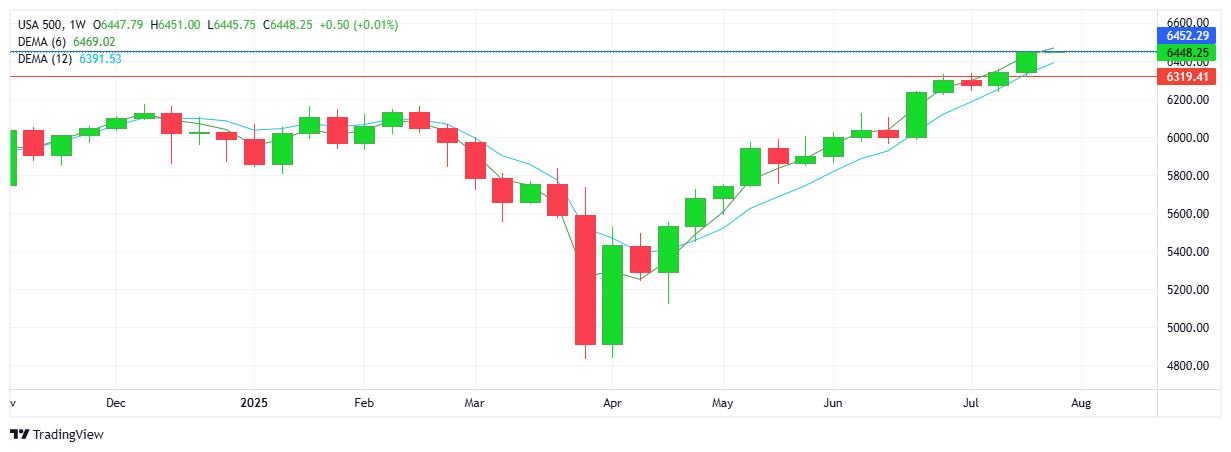 USA 500, 1W O6447.79 H6451.00 L6445.75 C6448.25 +0.50 (+0.01%)
DEMA (6) 6469.02
DEMA (12) 6391.53
6600.00
6452.29
6448.25
6400.00
6319.41
6200.00
6000.00
5800.00
5600.00
5400.00
5200.00
5000.00
4800.00
v Dec 2025 Feb Mar Apr May Jun Jul Aug
TradingView